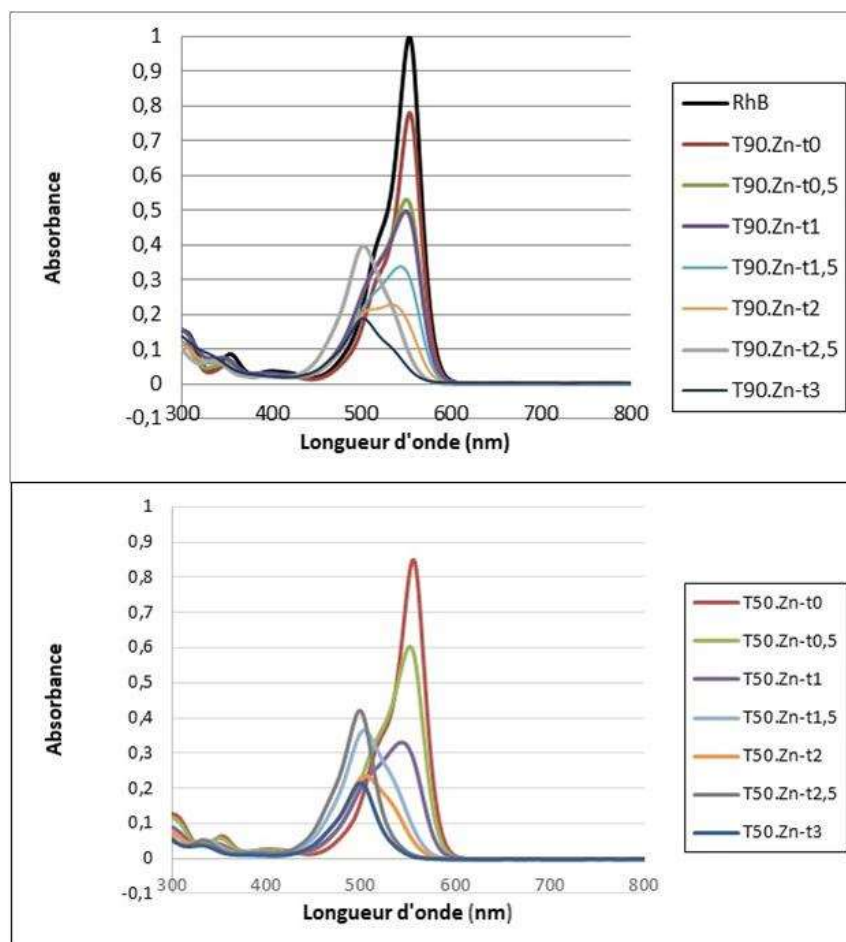 1
0,9
0,8
0,7
0,6
0,5
0,4
0,3
0,2
0,1
0
-0,1
300 400 500 600 700 800
Absorbance
Longueur d'onde (nm)
RhB
T90.Zn-t0
T90.Zn-t0,5
T90.Zn-t1
T90.Zn-t1,5
T90.Zn-t2
T90.Zn-t2,5
T90.Zn-t3
1
0,9
0,8
0,7
0,6
0,5
0,4
0,3
0,2
0,1
0
-0,1
300 400 500 600 700 800
Absorbance
Longueur d'onde (nm)
T50.Zn-t0
T50.Zn-t0,5
T50.Zn-t1
T50.Zn-t1,5
T50.Zn-t2
T50.Zn-t2,5
T50.Zn-t3